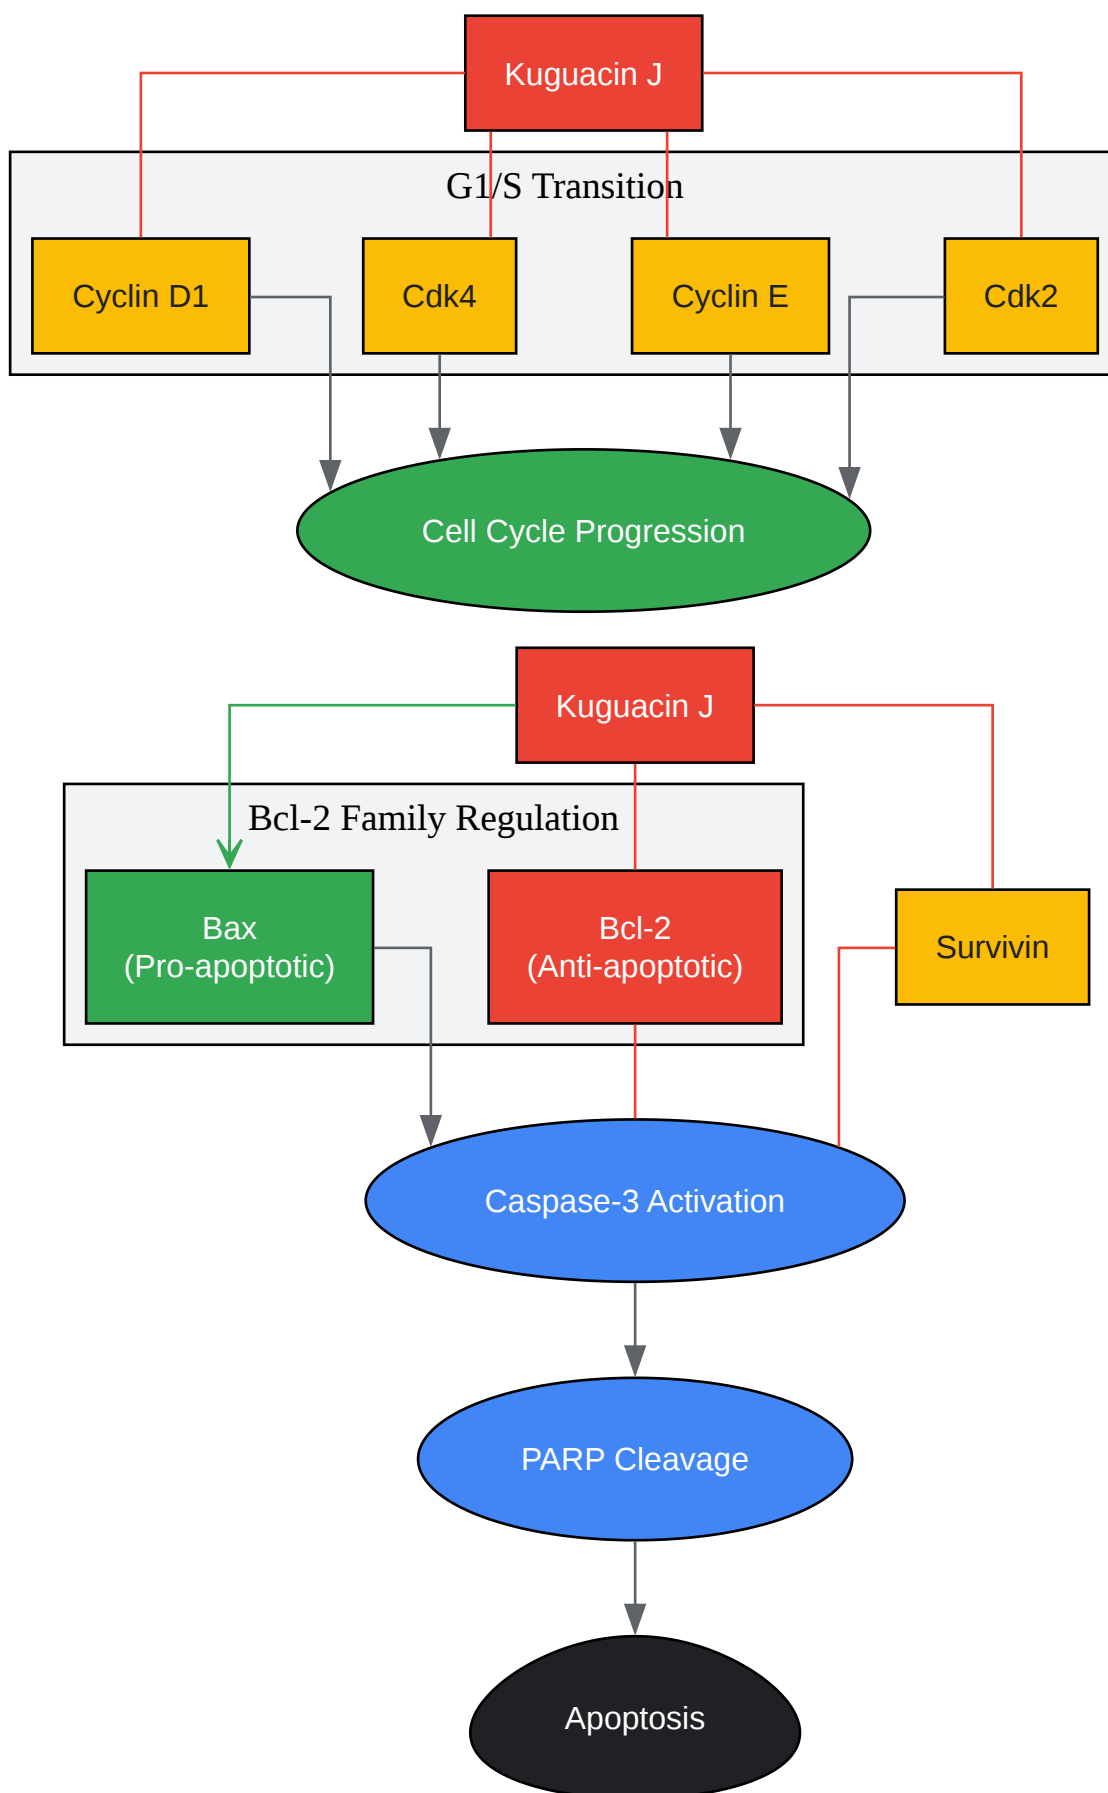 Kuguacin J
G1/S Transition
Cyclin D1
Cdk4
Cyclin E
Cdk2
Cell Cycle Progression
Kuguacin J
Bcl-2 Family Regulation
Bax
(Pro-apoptotic)
Bcl-2
(Anti-apoptotic)
Survivin
Caspase-3 Activation
PARP Cleavage
Apoptosis